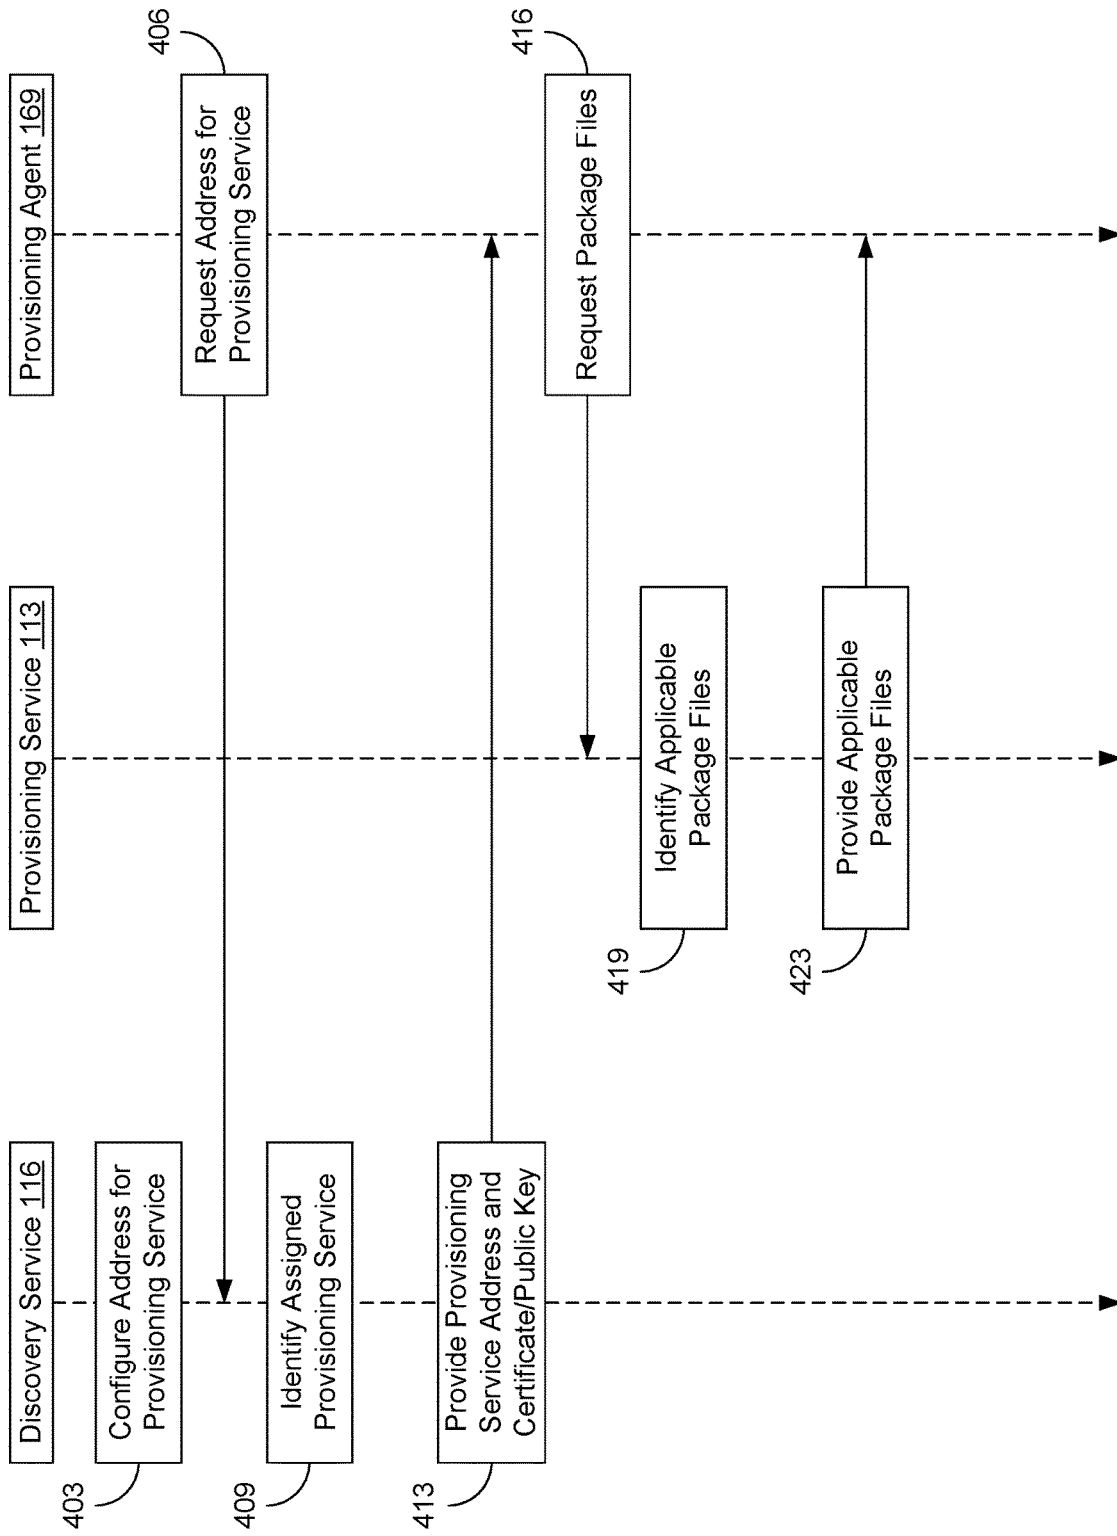 Discovery Service 116
Provisioning Service 113
Provisioning Agent 169
403
Configure Address for
Provisioning Service
406
Request Address for
Provisioning Service
409
Identify Assigned
Provisioning Service
413
Provide Provisioning
Service Address and
Certificate/Public Key
416
Request Package Files
419
Identify Applicable
Package Files
423
Provide Applicable
Package Files